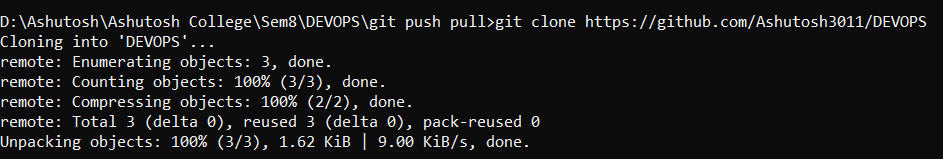 D:\Ashutosh\Ashutosh College\Sem8\DEVOPS\git push pull>git clone https://github.com/Ashutosh3011/DEVOPS
Cloning into 'DEVOPS'...
remote: Enumerating objects: 3, done.
remote: Counting objects: 100% (3/3), done.
remote: Compressing objects: 100% (2/2), done.
remote: Total 3 (delta 0), reused 3 (delta 0), pack-reused 0
Unpacking objects: 100% (3/3), 1.62 KiB | 9.00 KiB/s, done.